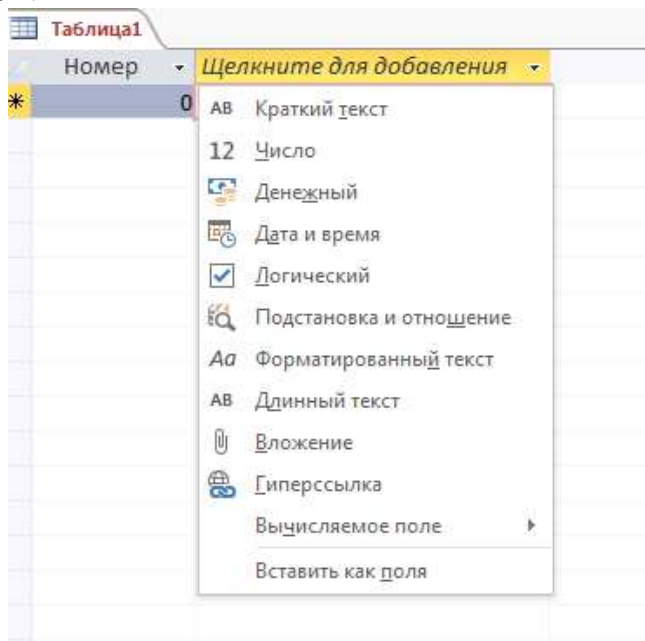 Таблица1
Номер Щелкните для добавления
* 0
AB Краткий текст
12 Число
Денежный
Дата и время
Логический
Подстановка и отношение
Aa Форматированный текст
AB Длинный текст
Вложение
Гиперссылка
Вычисляемое поле
Вставить как поля